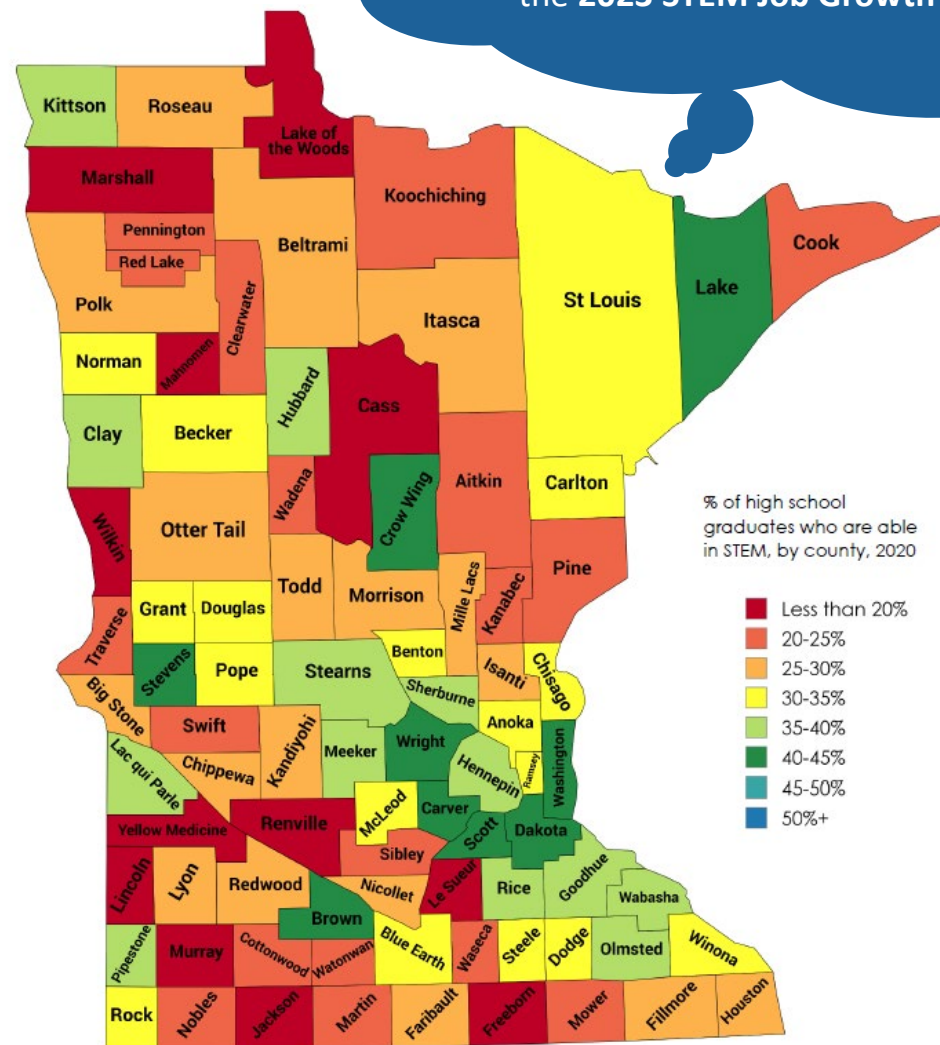 the 2025 STEM Job Growth
Kittson
Roseau
Lake of
the Woods
Marshall
Koochiching
Pennington
Red Lake
Beltrami
Cook
Polk
Clearwater
St Louis
Lake
Itasca
Norman
Mahnomen
Hubbard
Cass
Clay
Becker
Wadena
Crow Wing
Aitkin
Carlton
Wilkin
Otter Tail
% of high school
graduates who are able
in STEM, by county, 2020
Todd
Morrison
Mille Lacs
Kanabec
Pine
Less than 20%
20-25%
25-30%
30-35%
35-40%
40-45%
45-50%
50%+
Traverse
Grant
Douglas
Stevens
Pope
Stearns
Benton
Isanti
Chisago
Big Stone
Sherburne
Swift
Kandiyohi
Meeker
Wright
Anoka
Hennepin
Ramsey
Washington
Lac qui Parle
Chippewa
McLeod
Carver
Yellow Medicine
Renville
Scott
Dakota
Sibley
Lincoln
Lyon
Redwood
Nicollet
Le Sueur
Rice
Goodhue
Wabasha
Brown
Pipestone
Murray
Cottonwood
Watonwan
Blue Earth
Waseca
Steele
Dodge
Olmsted
Winona
Rock
Nobles
Jackson
Martin
Faribault
Freeborn
Mower
Fillmore
Houston